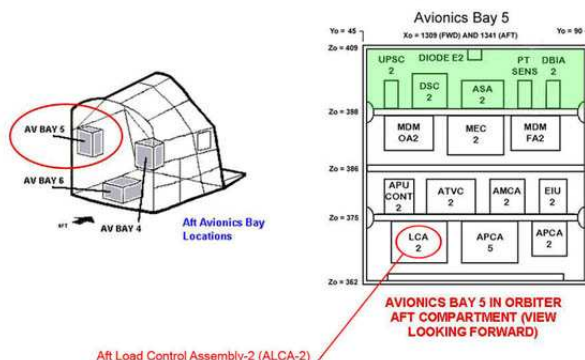 Avionics Bay 5
Yo = 45
Xo = 1309 (FWD) AND 1341 (AFT)
Yo = 90
Zo = 409
UPSC 2
DIODE E2
DSC 2
ASA 2
PT SENS
DBIA 2
Zo = 398
MDM OA2
MEC 2
MDM FA2
Zo = 386
APU CONT 2
ATVC 2
AMCA 2
EIU 2
Zo = 375
LCA 2
APCA 5
APCA 2
Zo = 362
AV BAY 5
AV BAY 6
AV BAY 4
AFT
Aft Avionics Bay
Locations
AVIONICS BAY 5 IN ORBITER
AFT COMPARTMENT (VIEW
LOOKING FORWARD)
Aft Load Control Assembly-2 (ALCA-2)